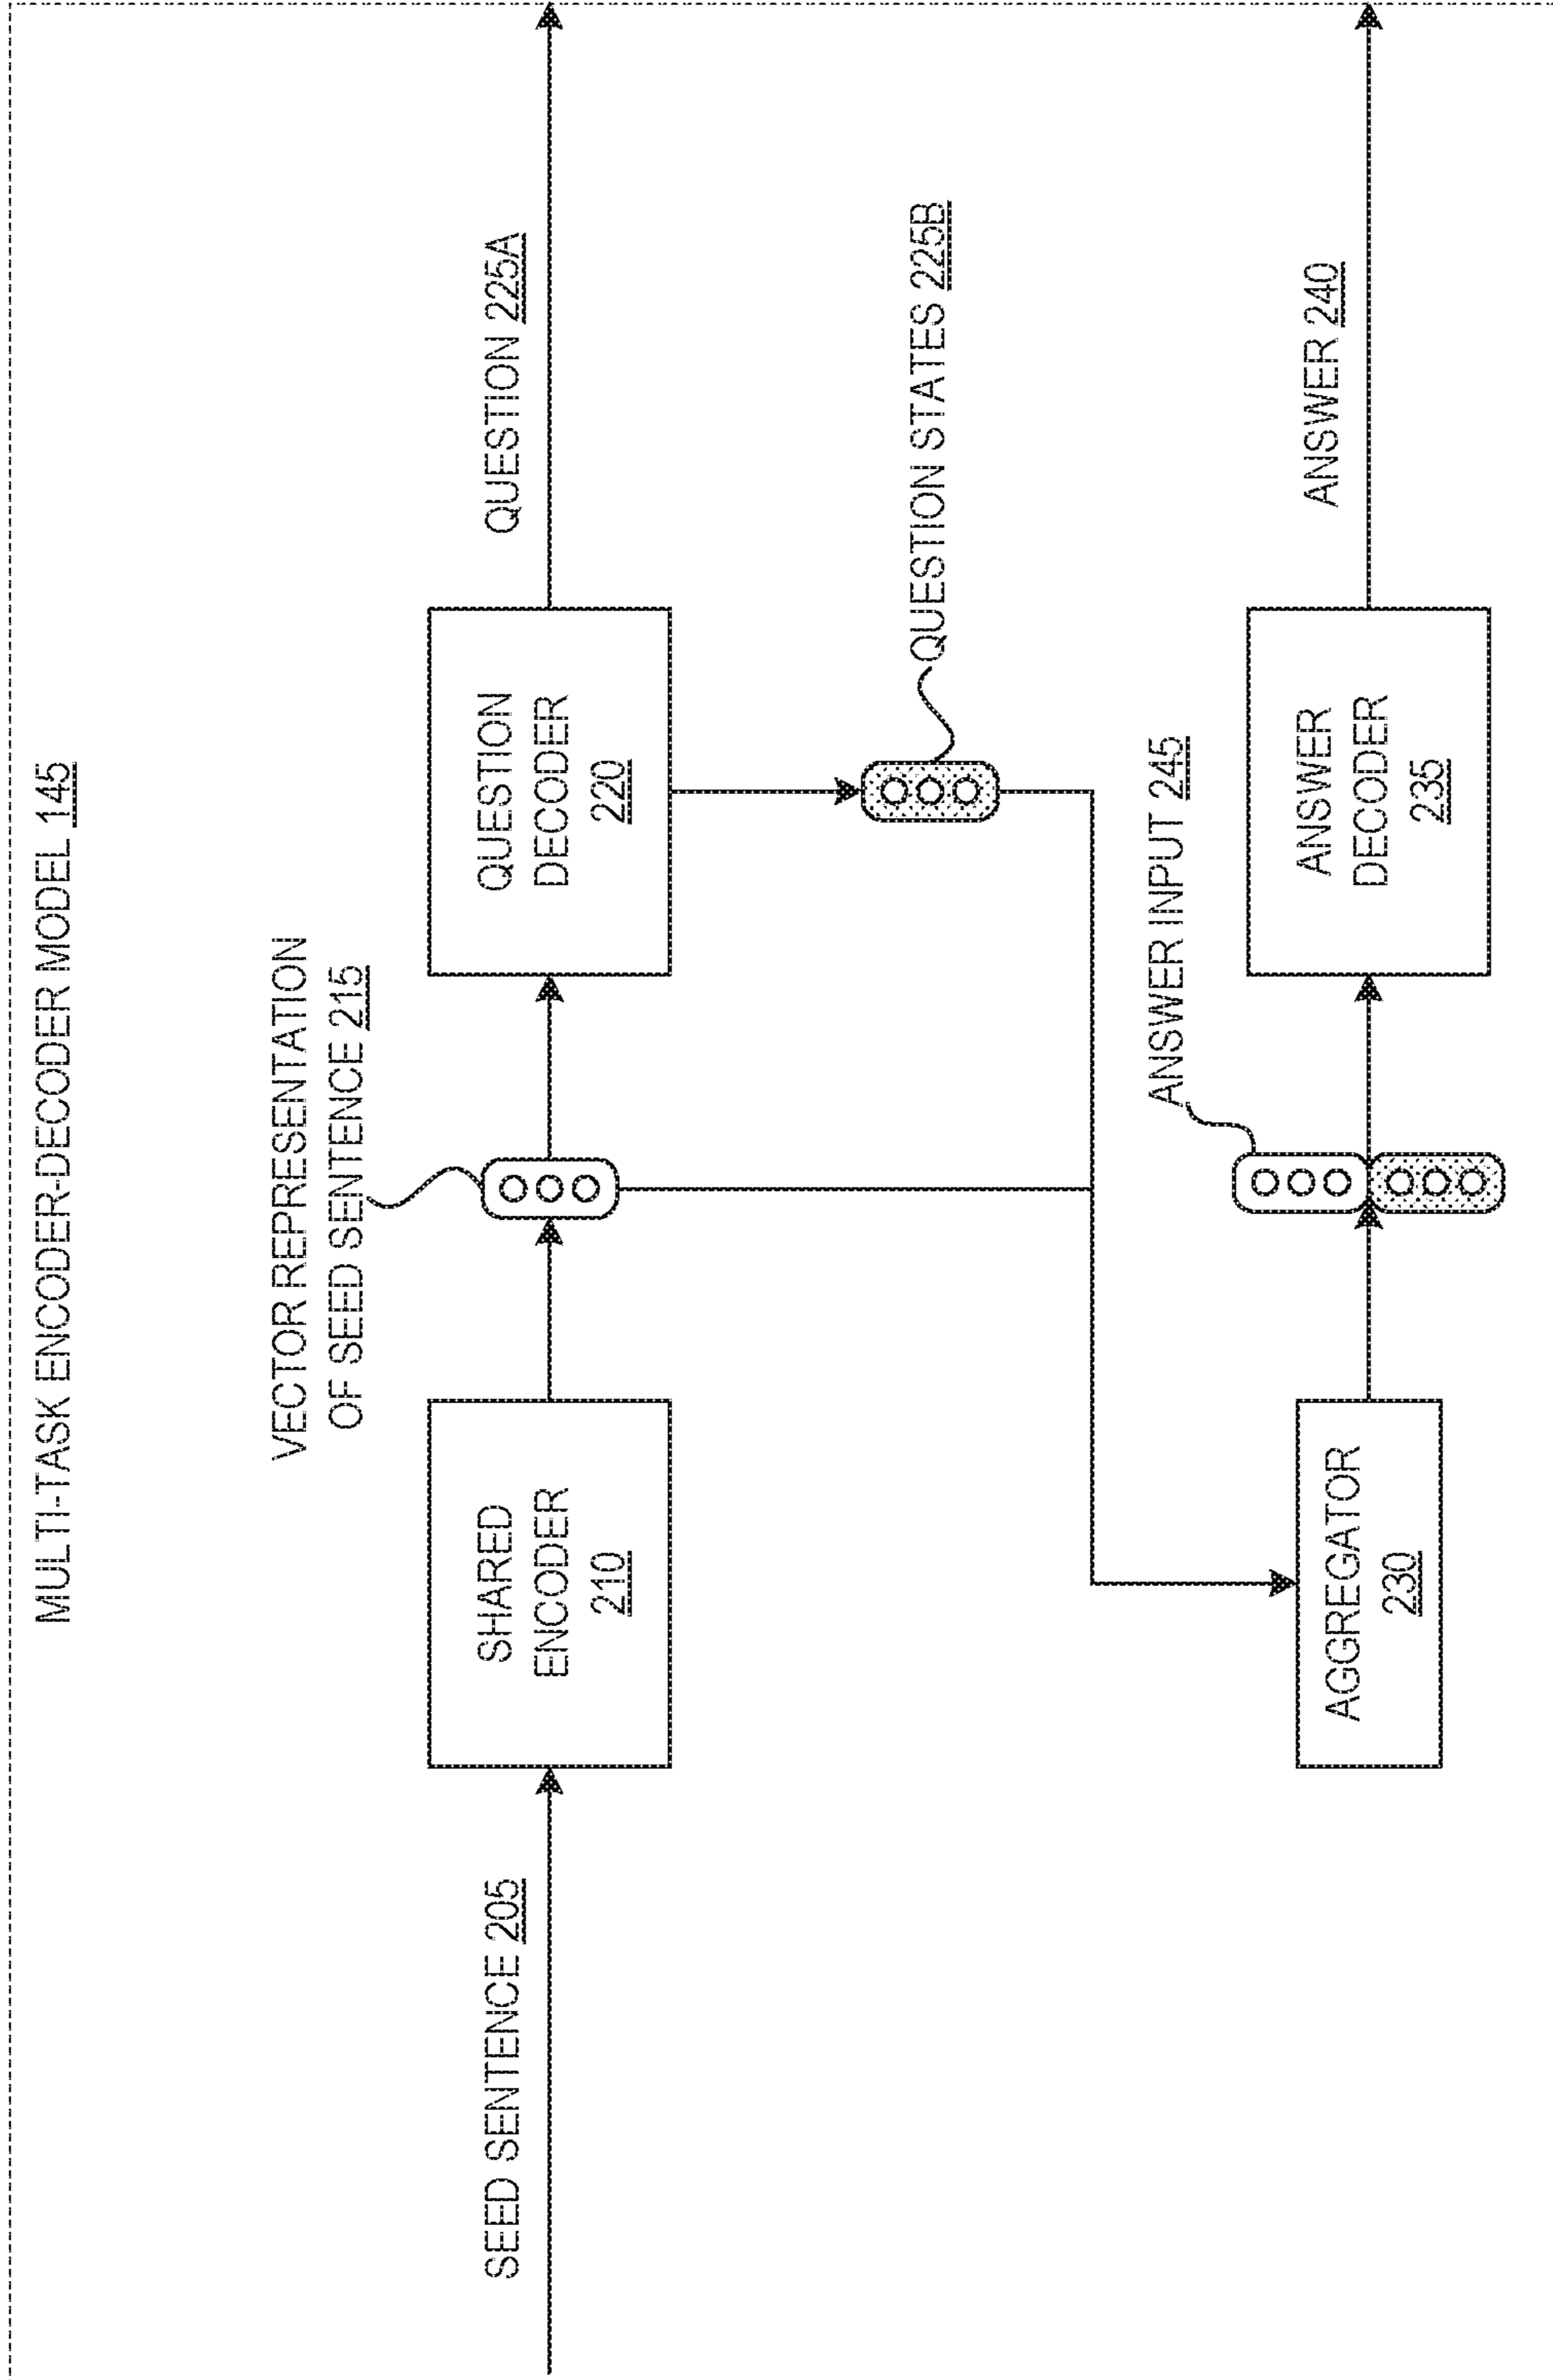 MULTI-TASK ENCODER-DECODER MODEL 145
VECTOR REPRESENTATION
OF SEED SENTENCE 215
SEED SENTENCE 205
SHARED
ENCODER
210
QUESTION
DECODER
220
QUESTION 225A
QUESTION STATES 225B
ANSWER INPUT 245
AGGREGATOR
230
ANSWER
DECODER
235
ANSWER 240